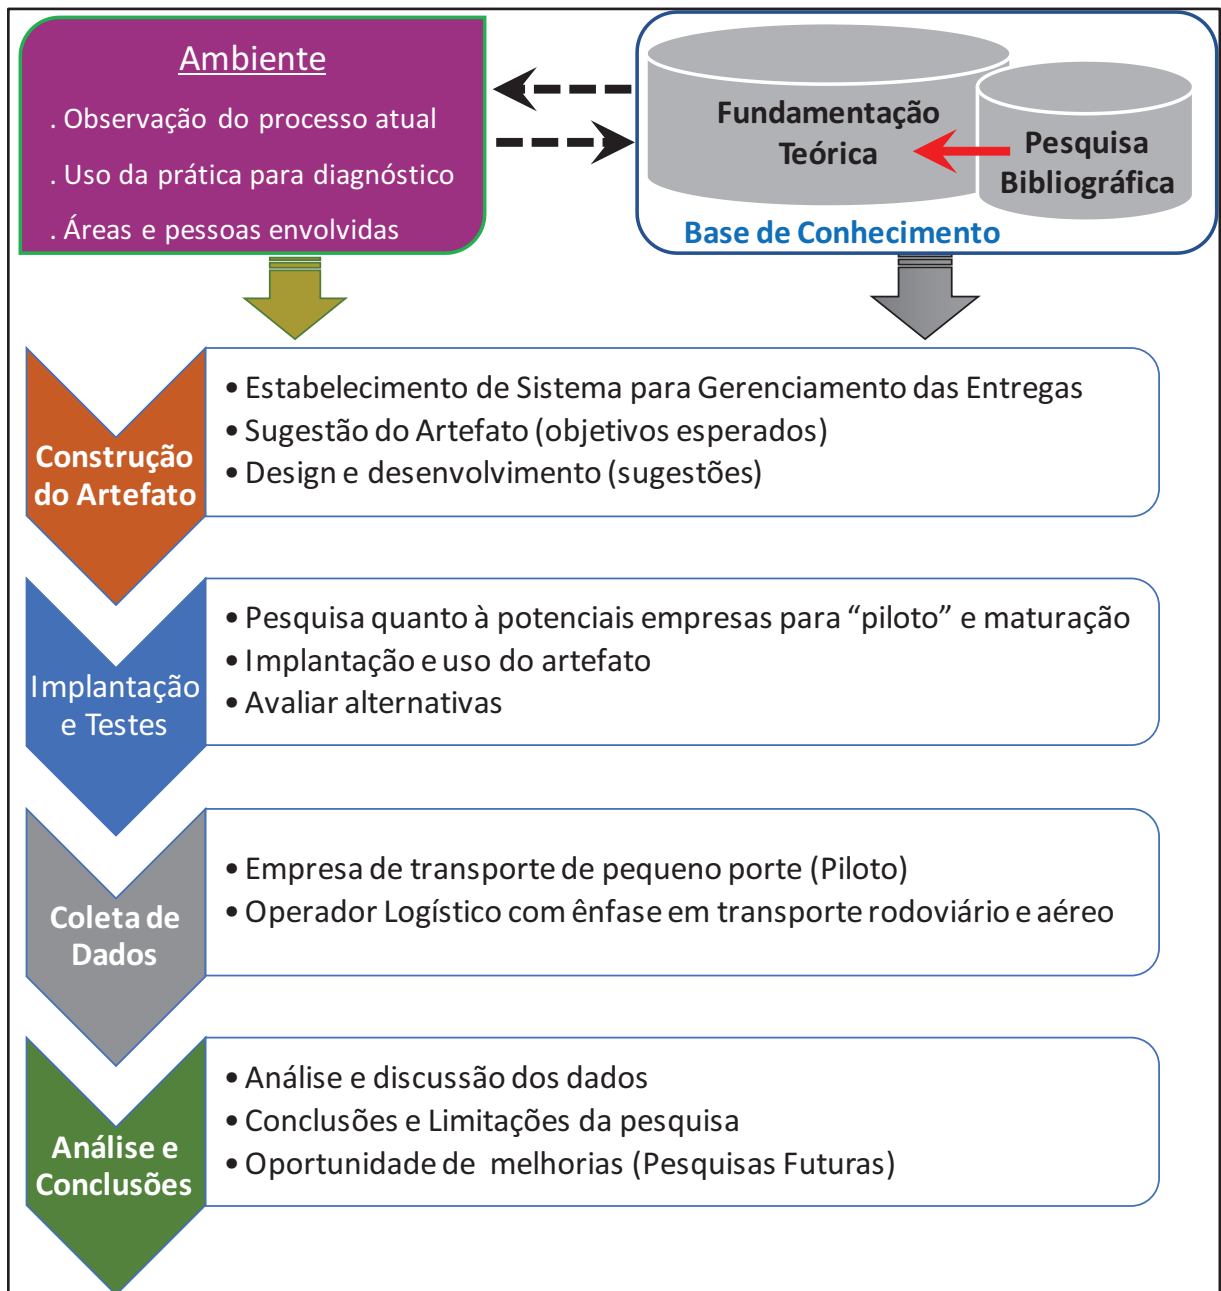 Ambiente
. Observação do processo atual
. Uso da prática para diagnóstico
. Áreas e pessoas envolvidas
Fundamentação
Teórica
Pesquisa
Bibliográfica
Base de Conhecimento
Construção
do Artefato
• Estabelecimento de Sistema para Gerenciamento das Entregas
• Sugestão do Artefato (objetivos esperados)
• Design e desenvolvimento (sugestões)
Implantação
e Testes
• Pesquisa quanto à potenciais empresas para “piloto” e maturação
• Implantação e uso do artefato
• Avaliar alternativas
Coleta de
Dados
• Empresa de transporte de pequeno porte (Piloto)
• Operador Logístico com ênfase em transporte rodoviário e aéreo
Análise e
Conclusões
• Análise e discussão dos dados
• Conclusões e Limitações da pesquisa
• Oportunidade de melhorias (Pesquisas Futuras)